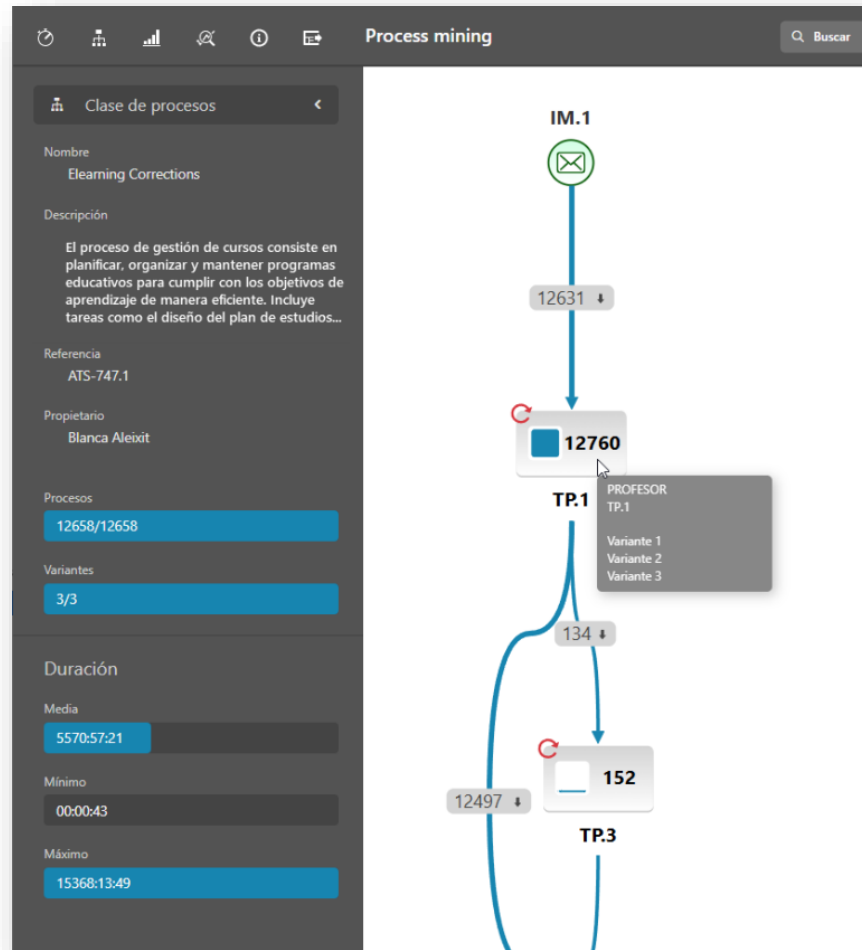 Process mining
Buscar
Clase de procesos
Nombre
Elearning Corrections
Descripción
El proceso de gestión de cursos consiste en
planificar, organizar y mantener programas
educativos para cumplir con los objetivos de
aprendizaje de manera eficiente. Incluye
tareas como el diseño del plan de estudios...
Referencia
ATS-747.1
Propietario
Blanca Aleixit
Procesos
12658/12658
Variantes
3/3
Duración
Media
5570:57:21
Mínimo
00:00:43
Máximo
15368:13:49
IM.1
12631
12760
TP.1
PROFESOR
TP.1
Variante 1
Variante 2
Variante 3
134
152
12497
TP.3